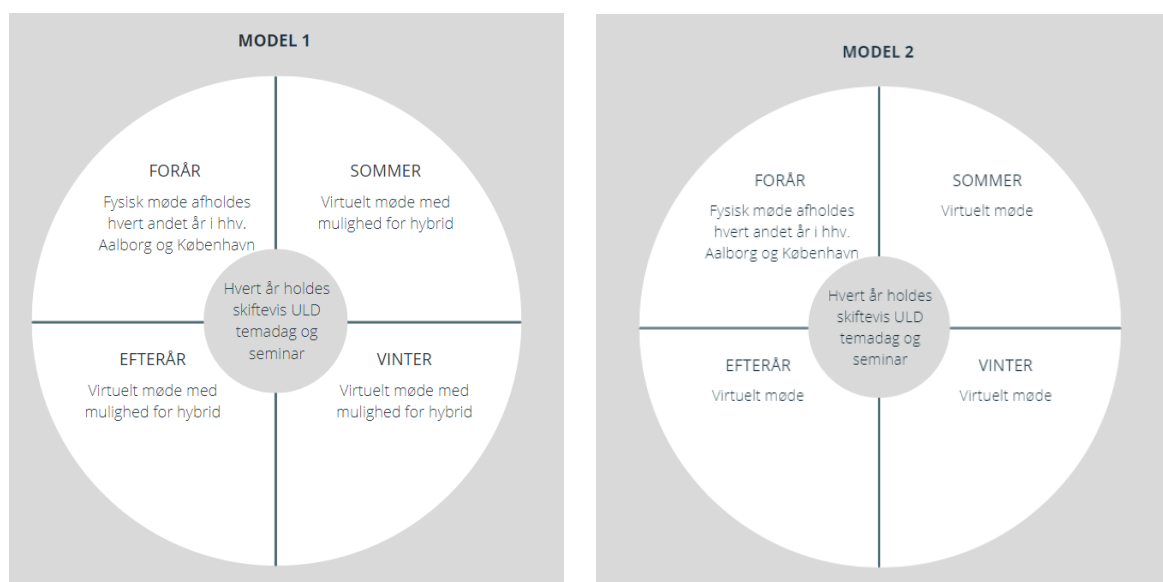 MODEL 1
FORÅR
Fysisk møde afholdes
hvert andet år i hhv.
Aalborg og København
SOMMER
Virtuelt møde med
mulighed for hybrid
Hvert år holdes
skiftevis ULD
temadag og
seminar
EFTERÅR
Virtuelt møde med
mulighed for hybrid
VINTER
Virtuelt møde med
mulighed for hybrid
MODEL 2
FORÅR
Fysisk møde afholdes
hvert andet år i hhv.
Aalborg og København
SOMMER
Virtuelt møde
Hvert år holdes
skiftevis ULD
temadag og
seminar
EFTERÅR
Virtuelt møde
VINTER
Virtuelt møde